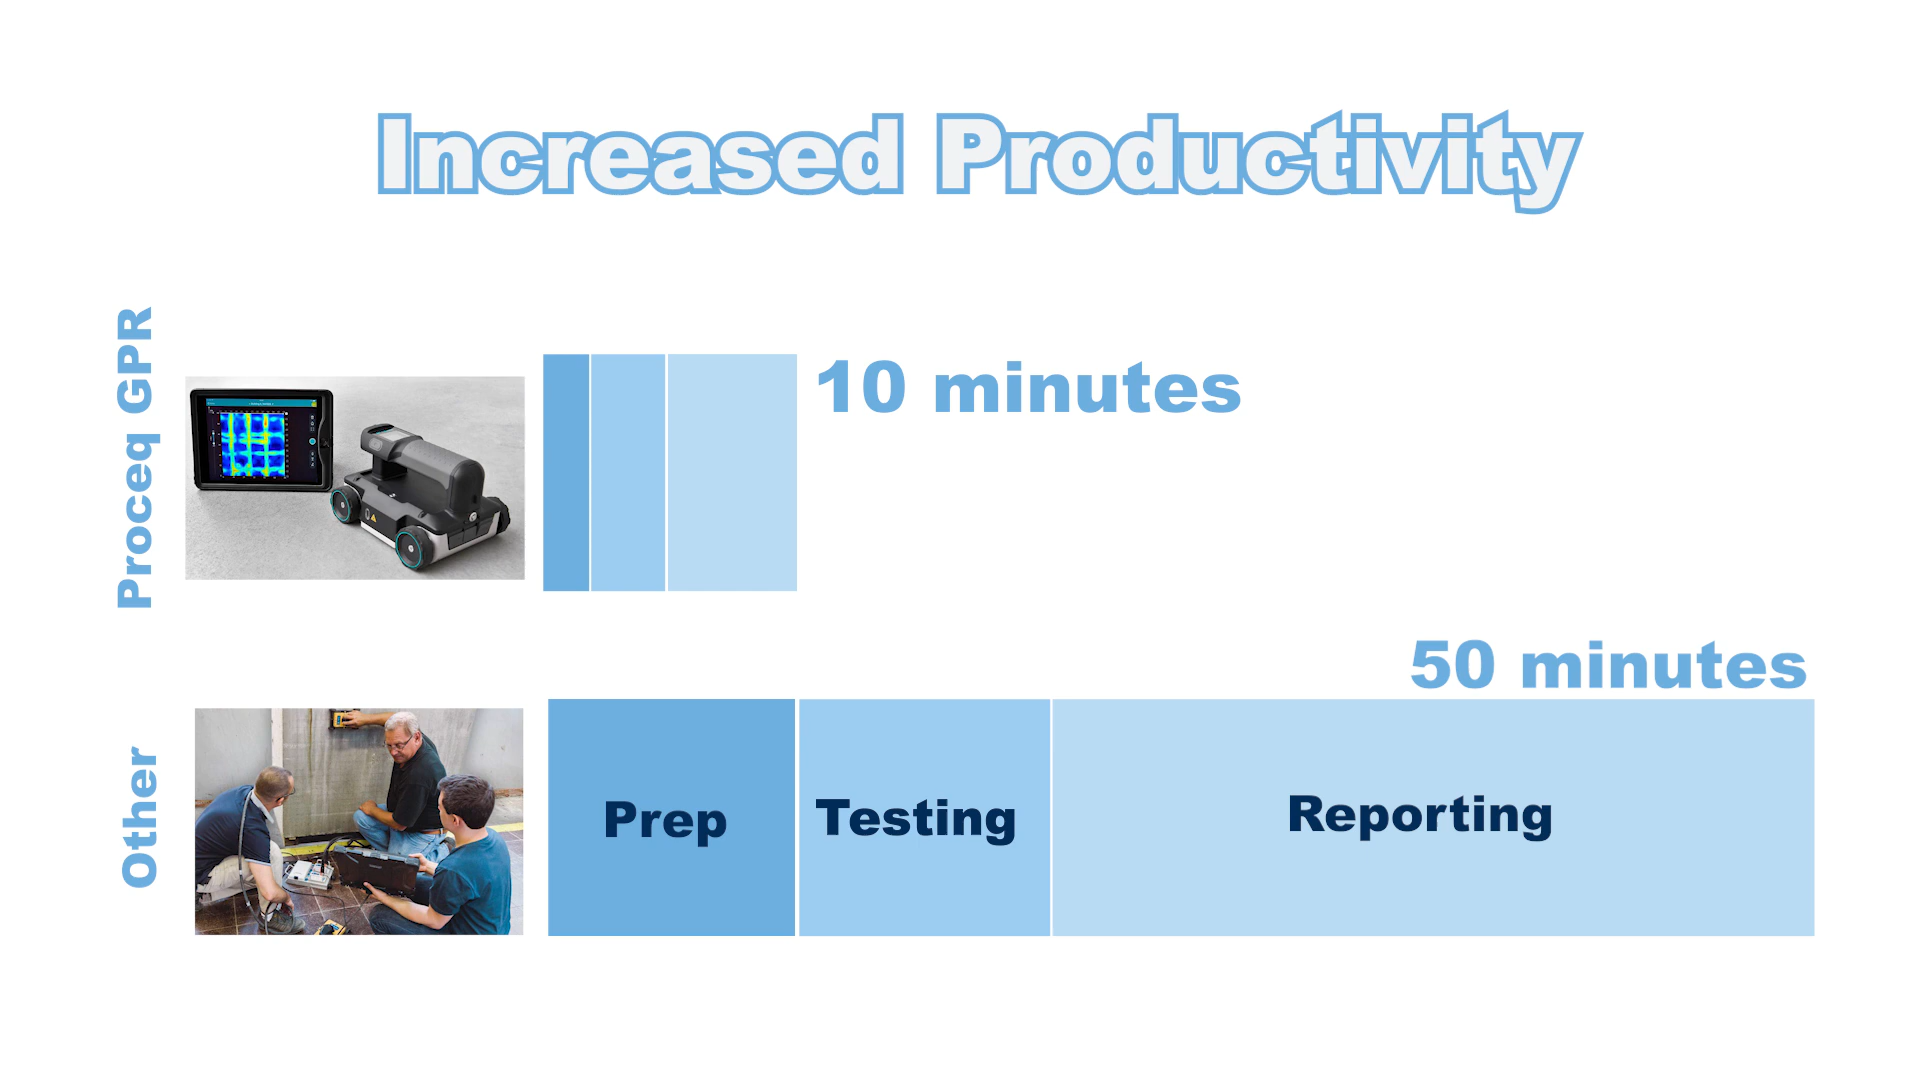 Increased Productivity
Proceq GPR
10 minutes
50 minutes
Other
Prep
Testing
Reporting